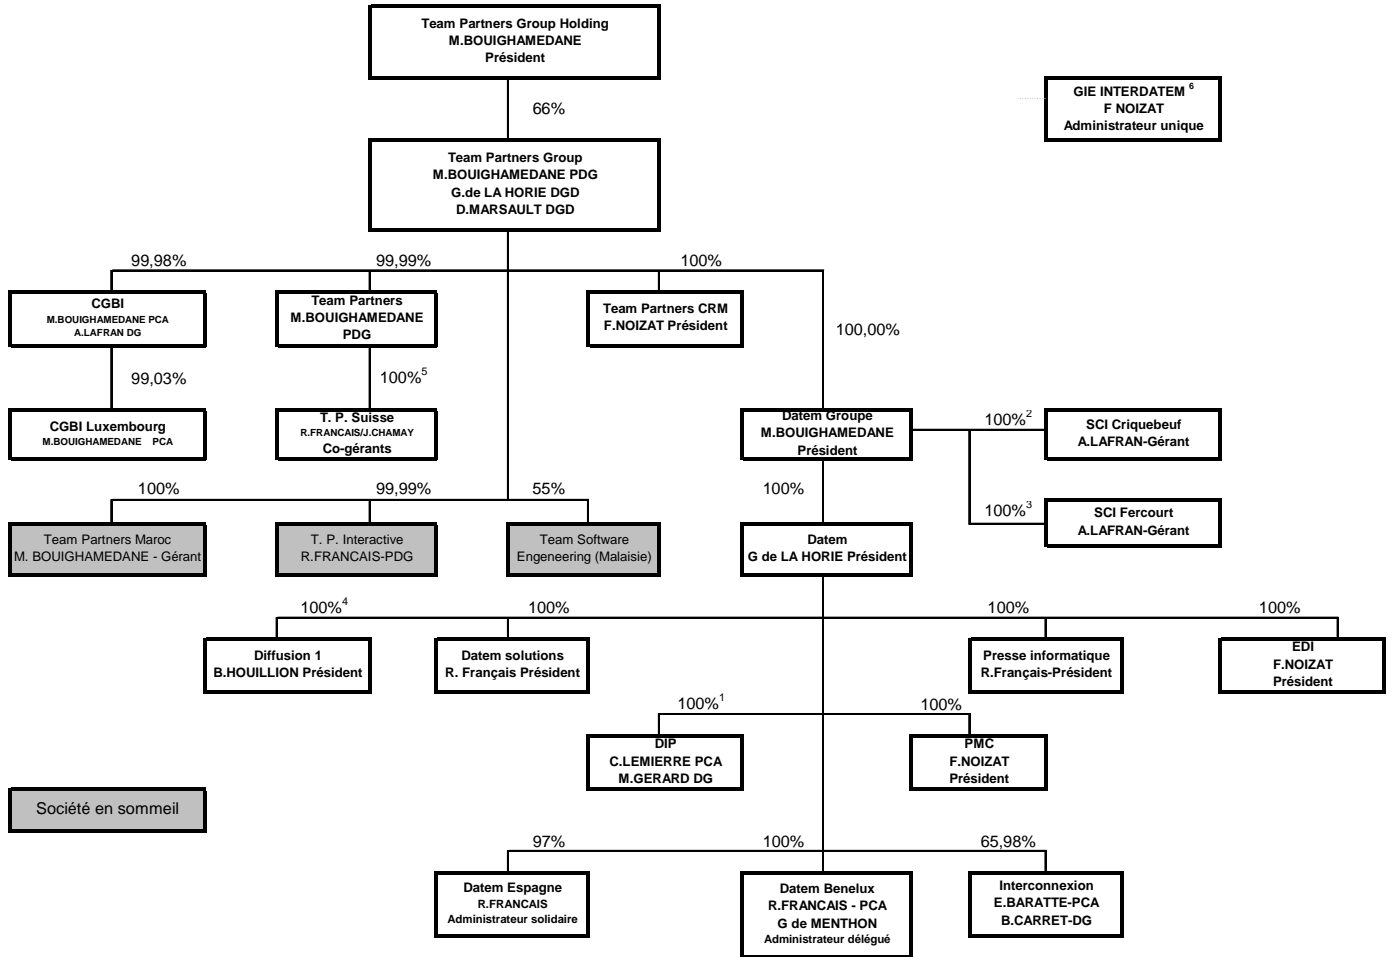 Team Partners Group Holding
M.BOUIGHAMEDANE
Président
66%
GIE INTERDATEM 6
F NOIZAT
Administrateur unique
Team Partners Group
M.BOUIGHAMEDANE PDG
G.de LA HORIE DGD
D.MARSAULT DGD
99,98%
99,99%
100%
100,00%
CGBI
M.BOUIGHAMEDANE PCA
A.LAFRAN DG
Team Partners
M.BOUIGHAMEDANE
PDG
Team Partners CRM
F.NOIZAT Président
99,03%
100%5
CGBI Luxembourg
M.BOUIGHAMEDANE PCA
T. P. Suisse
R.FRANCAIS/J.CHAMAY
Co-gérants
Datem Groupe
M.BOUIGHAMEDANE
Président
100%2
SCI Criquebeuf
A.LAFRAN-Gérant
100%
99,99%
55%
100%
100%3
SCI Fercourt
A.LAFRAN-Gérant
Team Partners Maroc
M. BOUIGHAMEDANE - Gérant
T. P. Interactive
R.FRANCAIS-PDG
Team Software
Engeneering (Malaisie)
Datem
G de LA HORIE Président
100%4
100%
100%
100%
Diffusion 1
B.HOUILLION Président
Datem solutions
R. Français Président
Presse informatique
R.Français-Président
EDI
F.NOIZAT
Président
100%1
100%
DIP
C.LEMIERRE PCA
M.GERARD DG
PMC
F.NOIZAT
Président
Société en sommeil
97%
100%
65,98%
Datem Espagne
R.FRANCAIS
Administrateur solidaire
Datem Benelux
R.FRANCAIS - PCA
G de MENTHON
Administrateur délégué
Interconnexion
E.BARATTE-PCA
B.CARRET-DG